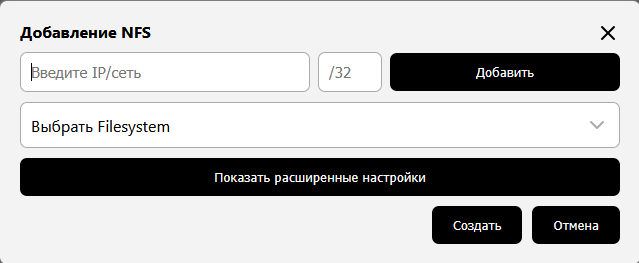 Добавление NFS
Введите IP/сеть /32 Добавить
Выбрать Filesystem
Показать расширенные настройки
Создать Отмена